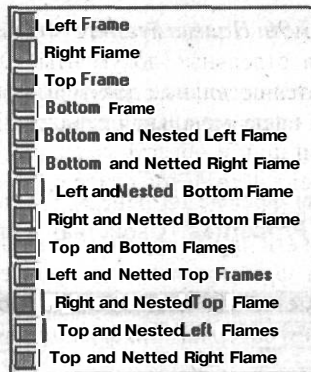 Left Frame
Right Fiame
Top Frame
Bottom Frame
Bottom and Nested Left Flame
Bottom and Netted Right Fiame
Left and Nested Bottom Fiame
Right and Netted Bottom Fiame
Top and Bottom Flames
Left and Netted Top Frames
Right and Nested Top Flame
Top and Nested Left Flames
Top and Netted Right Flame